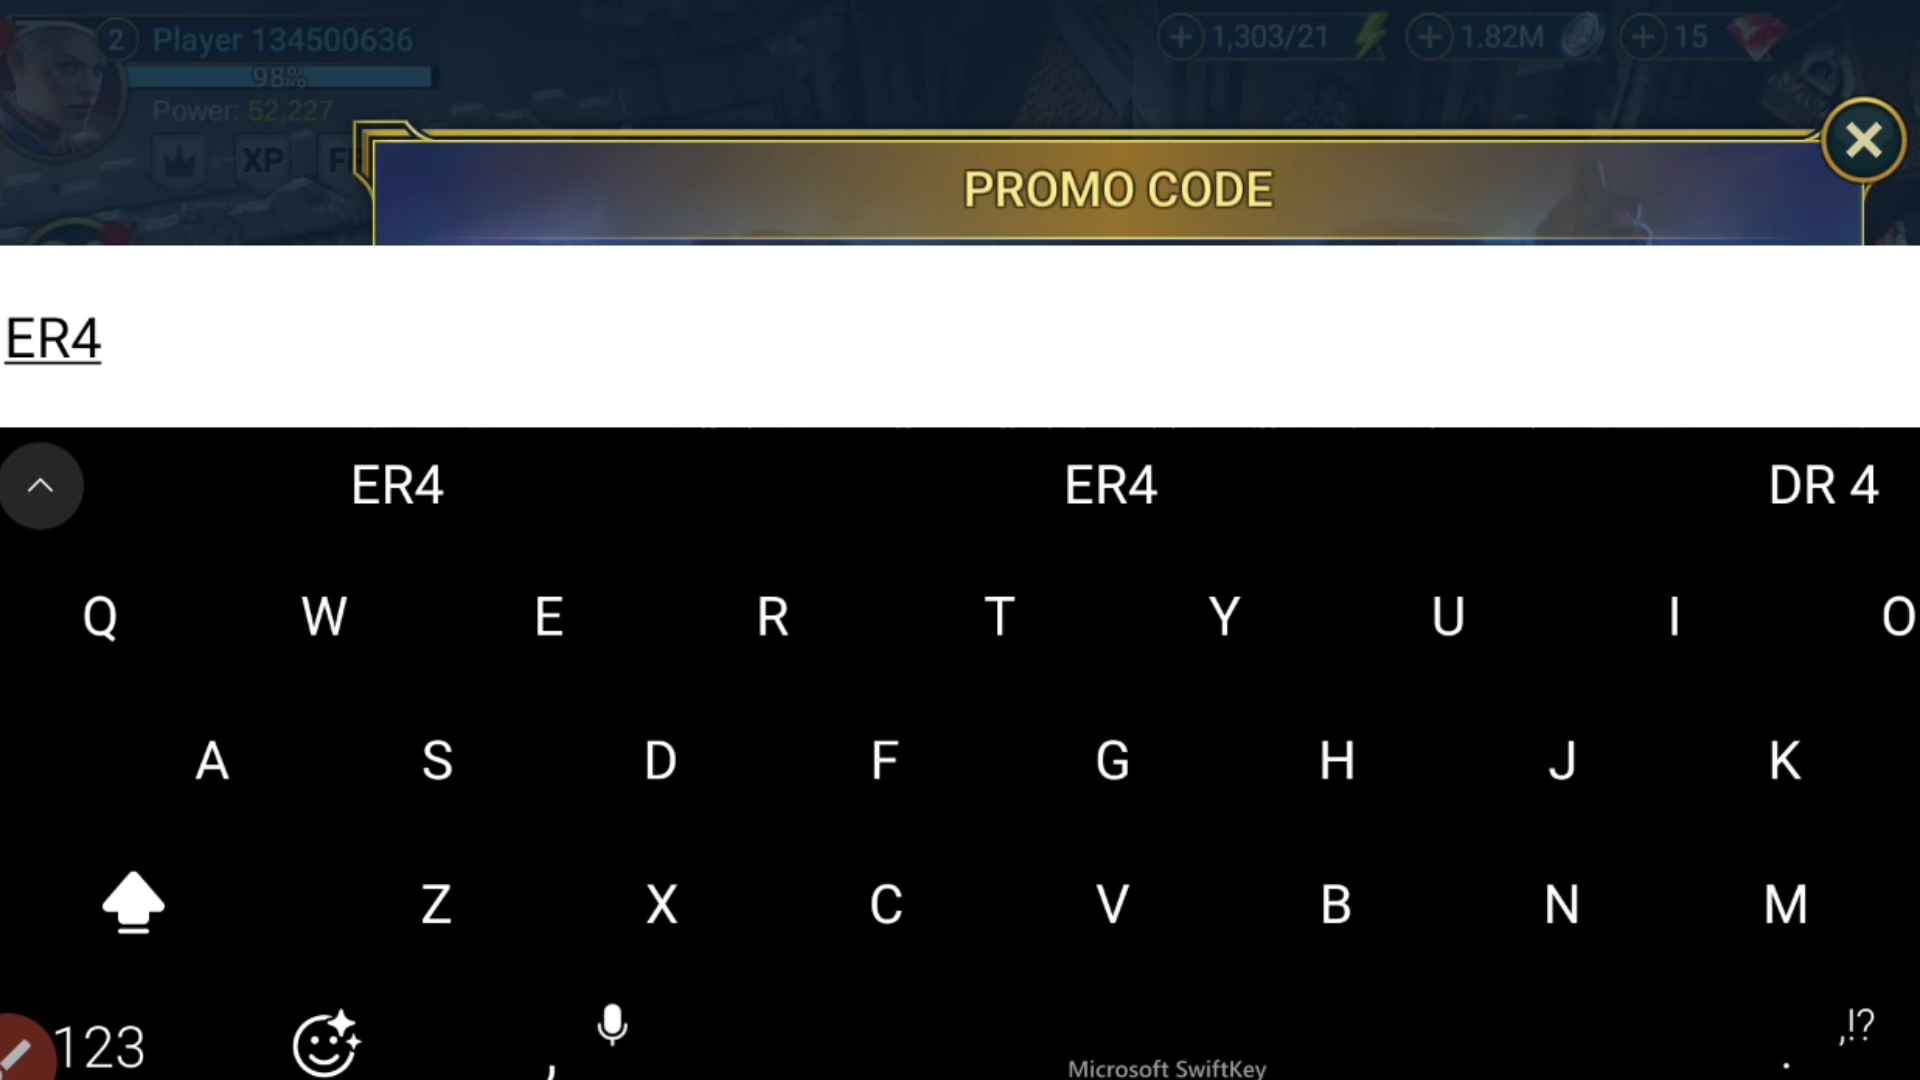 2 Player 134500636 1,303/21 1.82M 15
98%
Power: 52,227
XP
PROMO CODE
ER4
ER4 ER4 DR 4
Q W E R T Y U I O
A S D F G H J K
Z X C V B N M
123 , Microsoft SwiftKey . ,!?